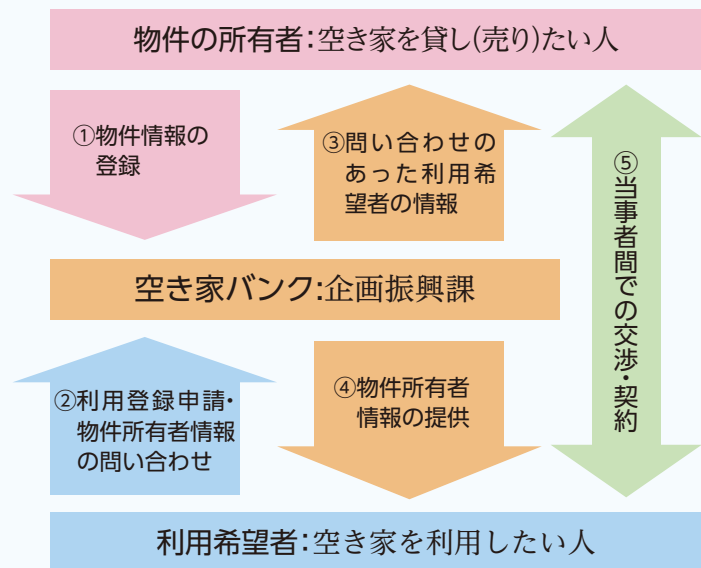 物件の所有者：空き家を貸し(売り)たい人
①物件情報の
登録
③問い合わせの
あった利用希
望者の情報
⑤当事者間での交渉・契約
空き家バンク:企画振興課
②利用登録申請・
物件所有者情報
の問い合わせ
④物件所有者
情報の提供
利用希望者：空き家を利用したい人